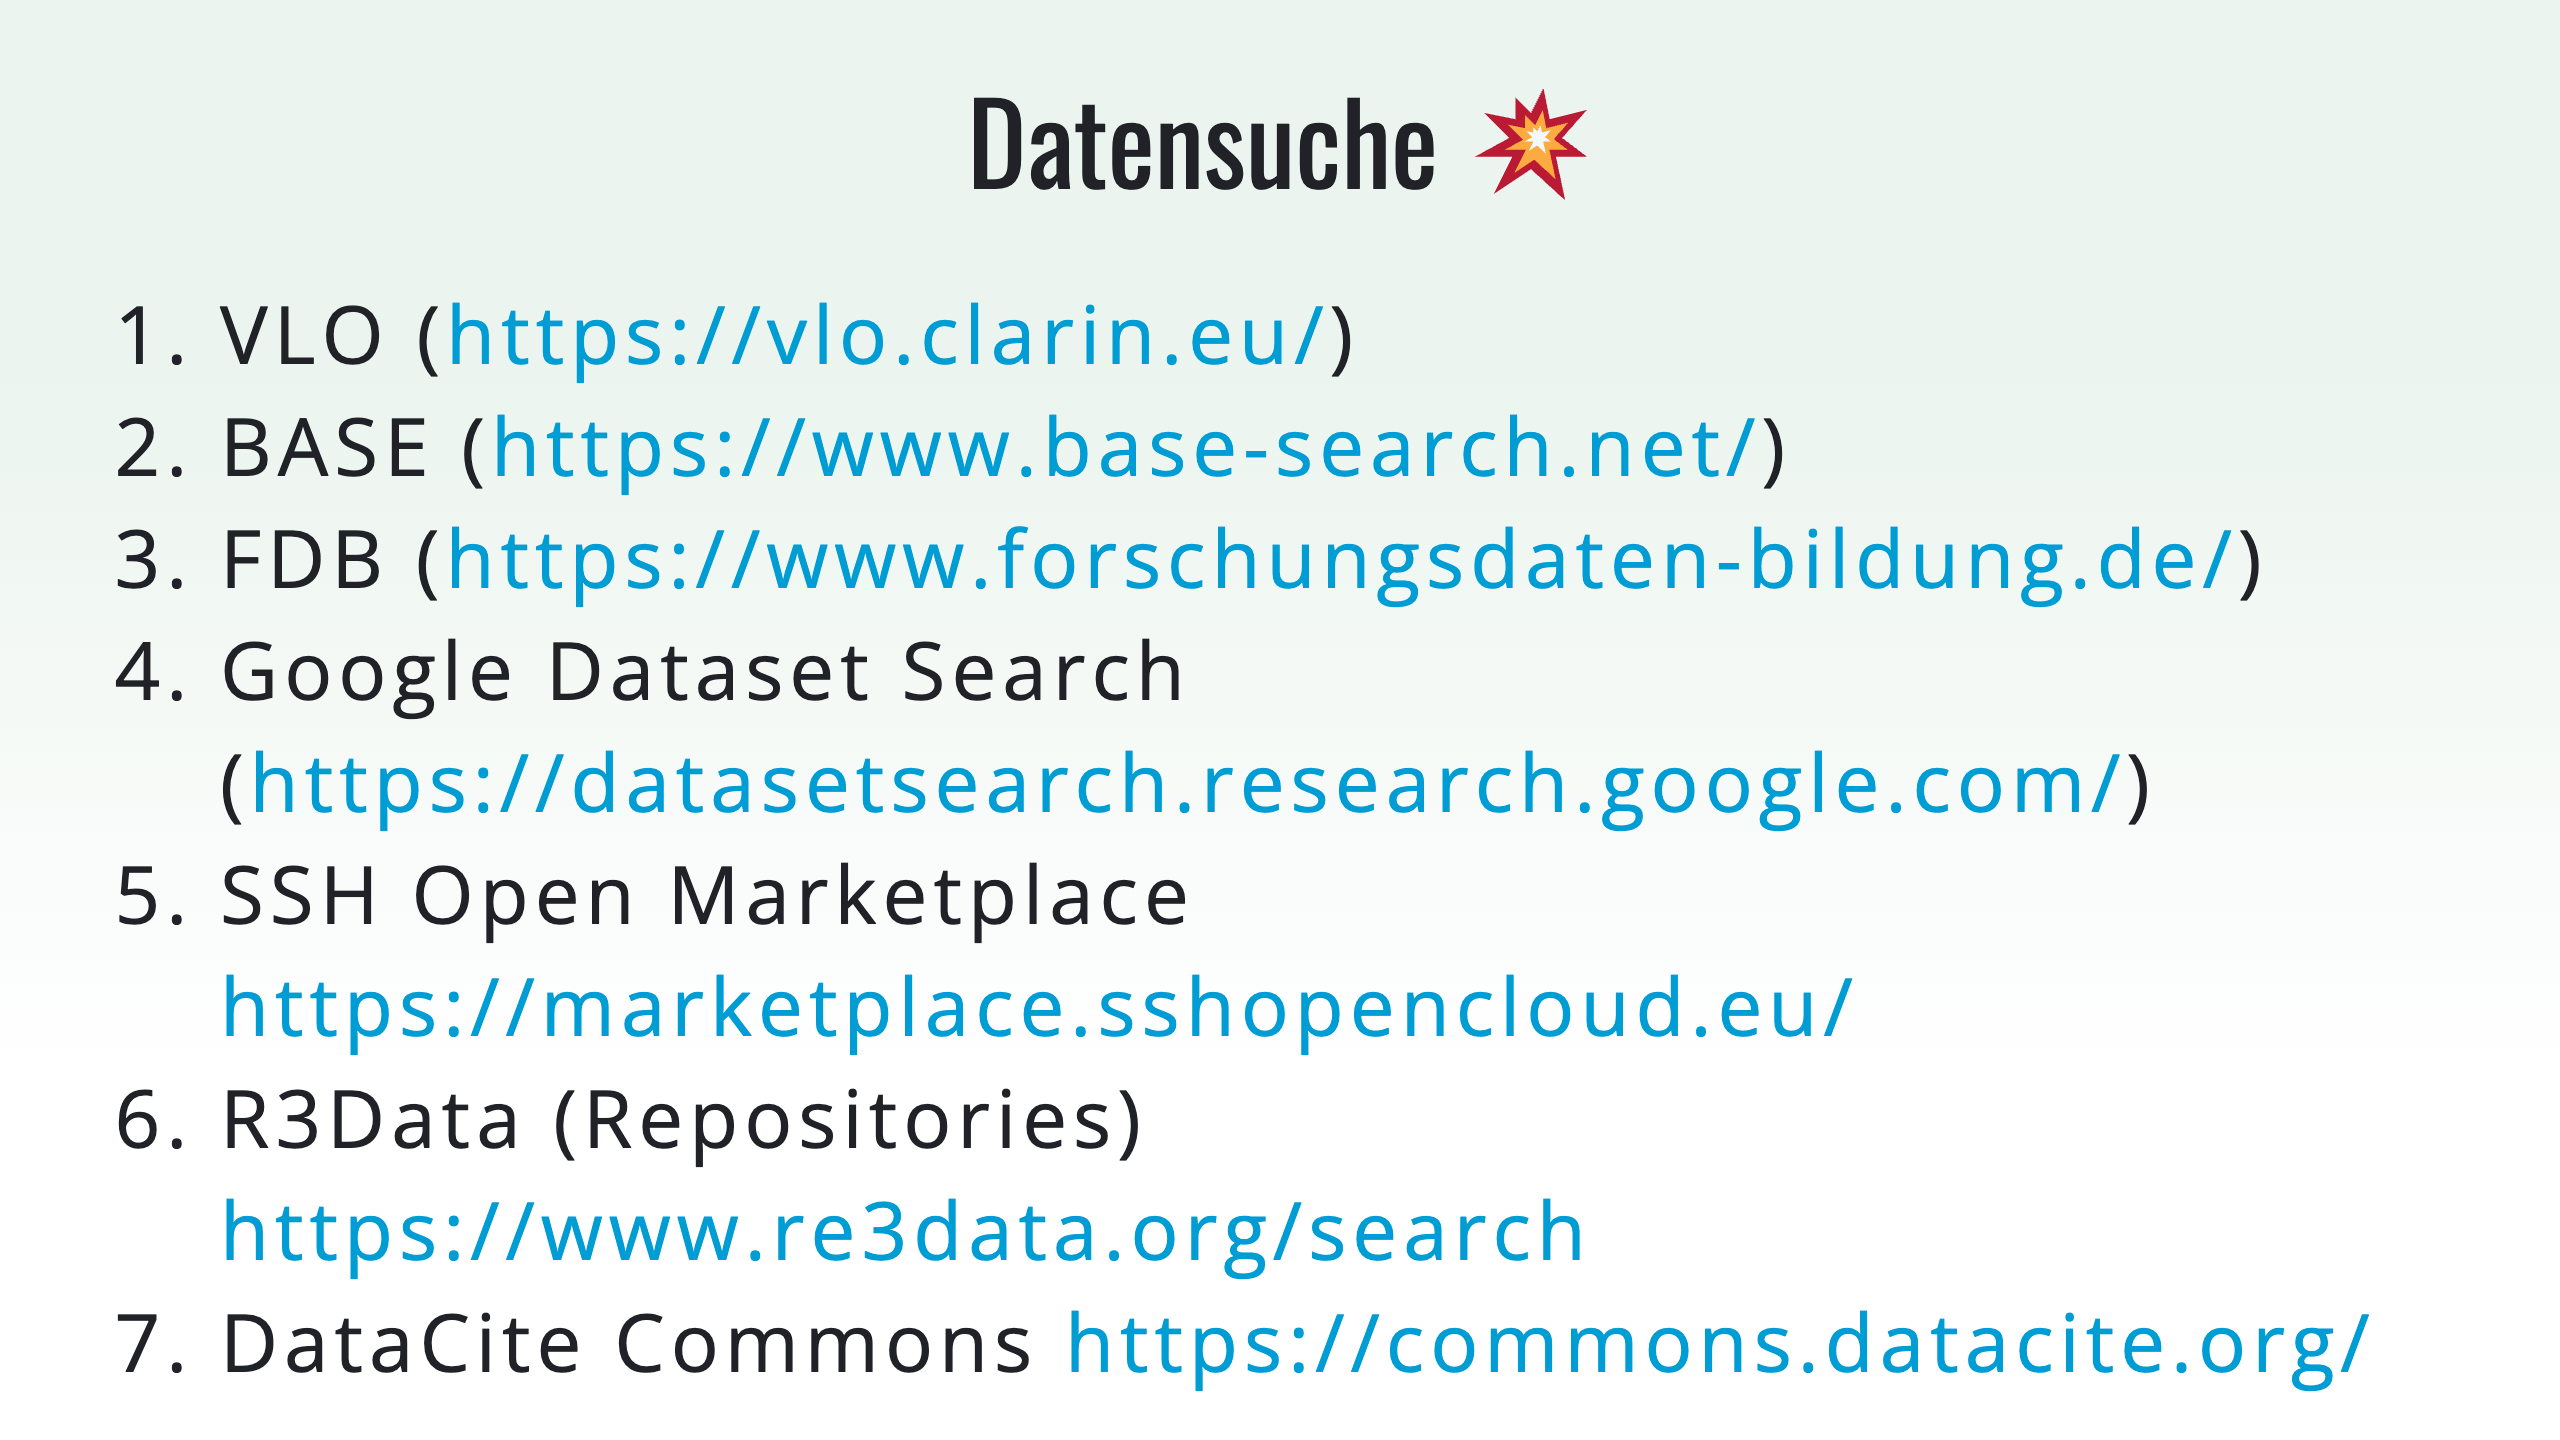 Datensuche 💥
1. VLO (https://vlo.clarin.eu/)
2. BASE (https://www.base-search.net/)
3. FDB (https://www.forschungsdaten-bildung.de/)
4. Google Dataset Search
(https://datasetsearch.research.google.com/)
5. SSH Open Marketplace
https://marketplace.sshopencloud.eu/
6. R3Data (Repositories)
https://www.re3data.org/search
7. DataCite Commons https://commons.datacite.org/